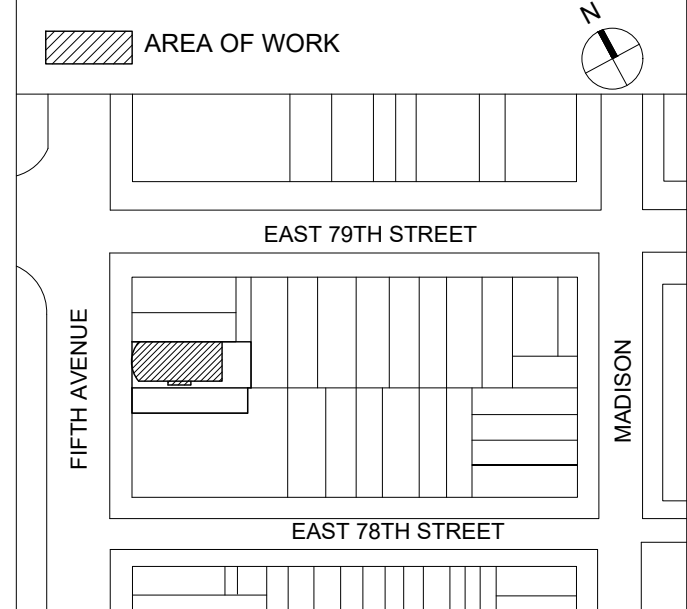 N
AREA OF WORK
EAST 79TH STREET
FIFTH AVENUE
MADISON
EAST 78TH STREET